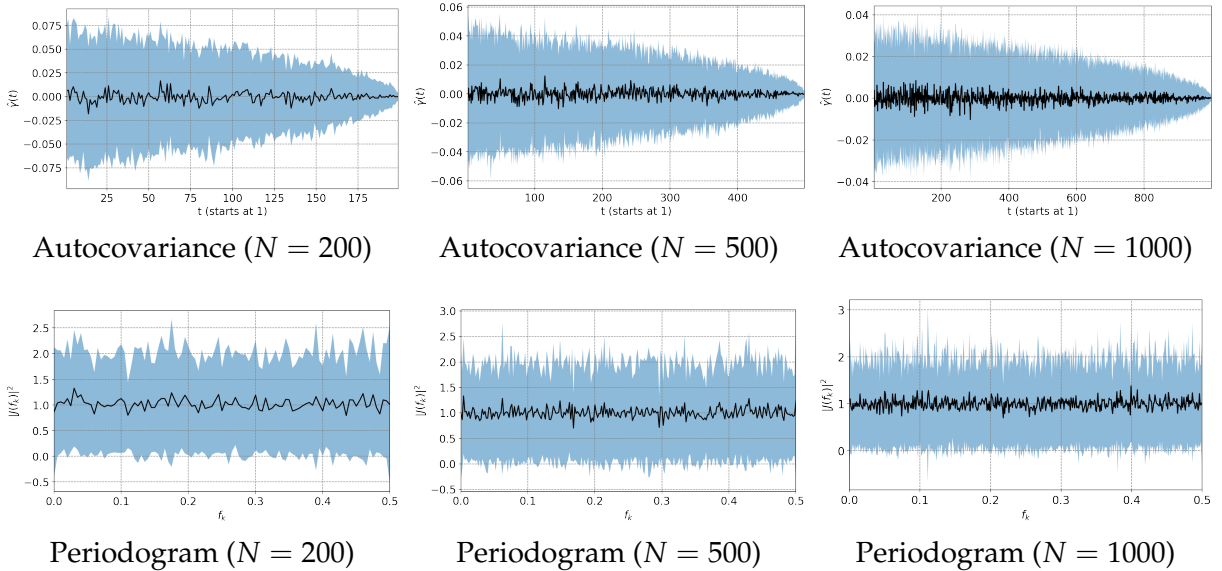 0.075
0.050
0.025
0.000
−0.025
−0.050
−0.075
γ̂(t)
25 50 75 100 125 150 175
t (starts at 1)
Autocovariance (N = 200)
0.06
0.04
0.02
0.00
−0.02
−0.04
−0.06
γ̂(t)
100 200 300 400
t (starts at 1)
Autocovariance (N = 500)
0.04
0.02
0.00
−0.02
−0.04
γ̂(t)
200 400 600 800
t (starts at 1)
Autocovariance (N = 1000)
2.5
2.0
1.5
1.0
0.5
0.0
−0.5
|J(f_k)|²
0.0 0.1 0.2 0.3 0.4 0.5
f_k
Periodogram (N = 200)
3.0
2.5
2.0
1.5
1.0
0.5
0.0
−0.5
|J(f_k)|²
0.0 0.1 0.2 0.3 0.4 0.5
f_k
Periodogram (N = 500)
3
2
1
0
|J(f_k)|²
0.0 0.1 0.2 0.3 0.4 0.5
f_k
Periodogram (N = 1000)